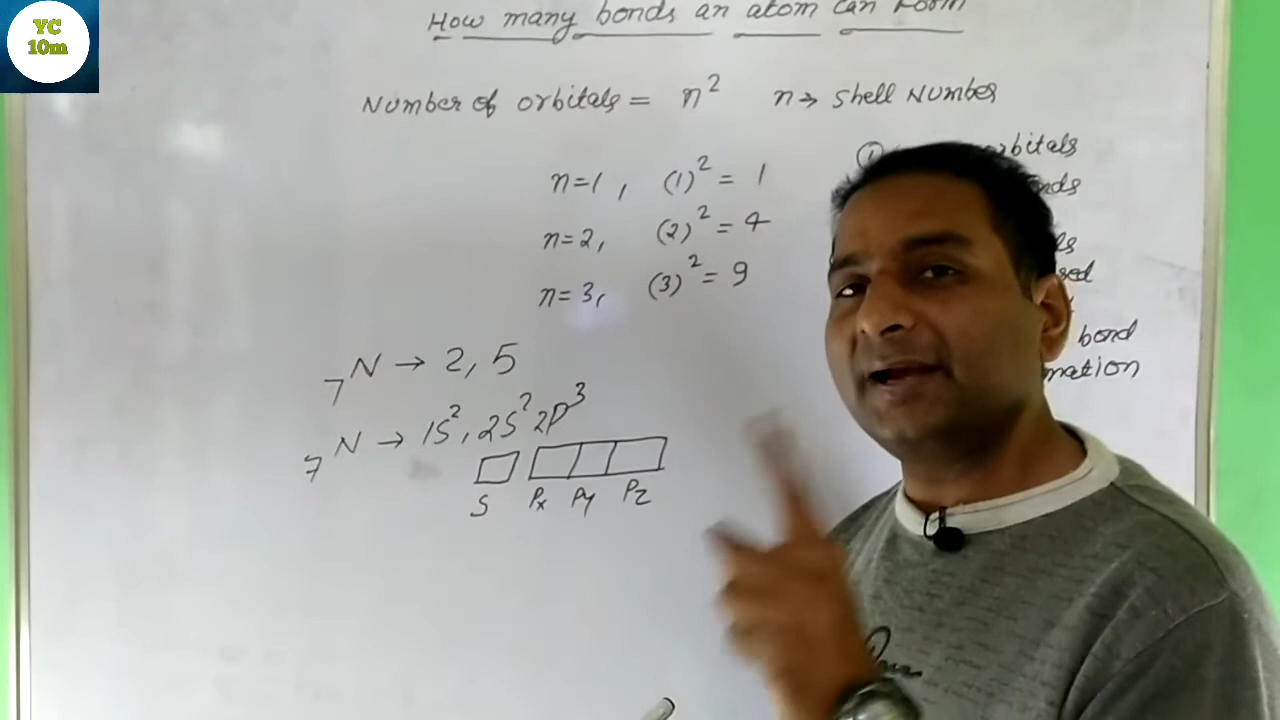 YC
10m
How many bonds an atom can form
Number of orbitals = n² n→ shell Number
n=1, (1)² = 1
n=2, (2)² = 4
n=3, (3)² = 9
① orbitals
bond
₇N → 2, 5
₇N → 1S², 2S² 2P³
S Px Py Pz